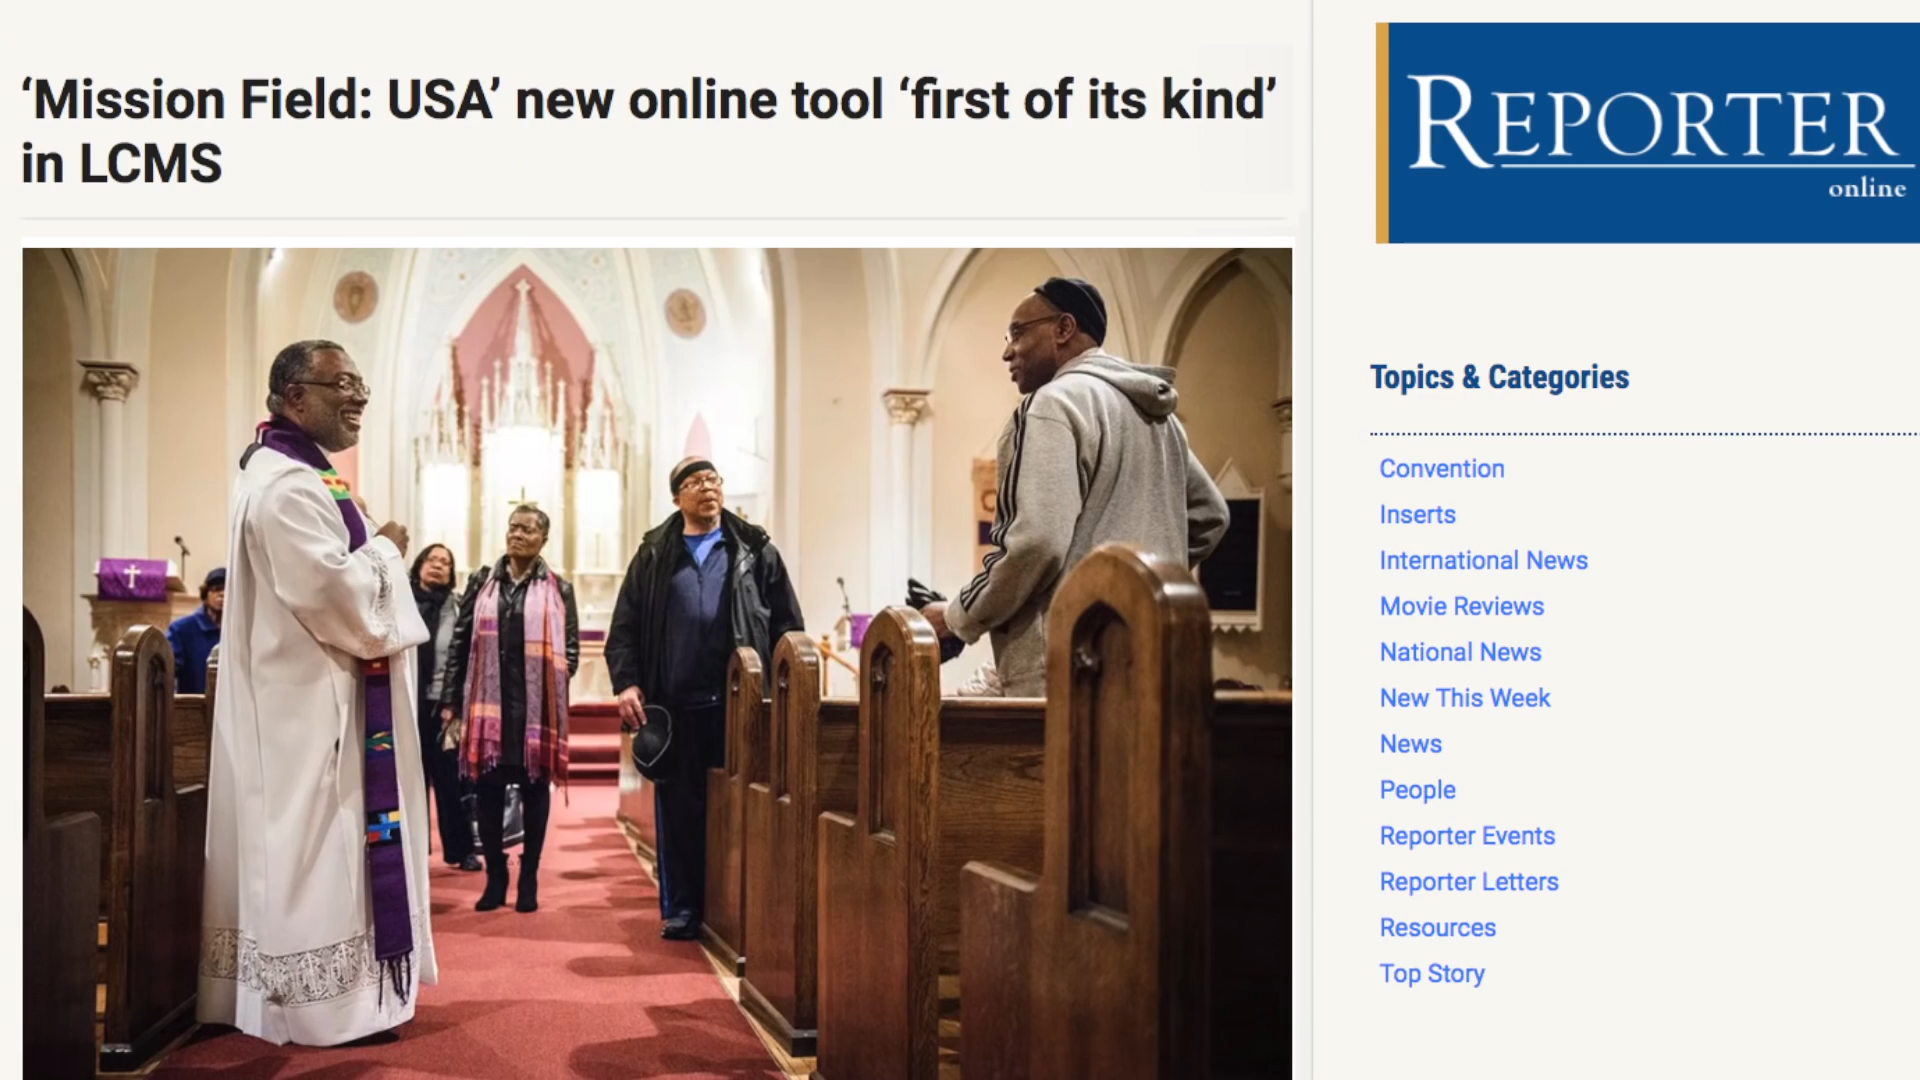 ‘Mission Field: USA’ new online tool ‘first of its kind’
in LCMS
REPORTER
online
Topics & Categories
Convention
Inserts
International News
Movie Reviews
National News
New This Week
News
People
Reporter Events
Reporter Letters
Resources
Top Story